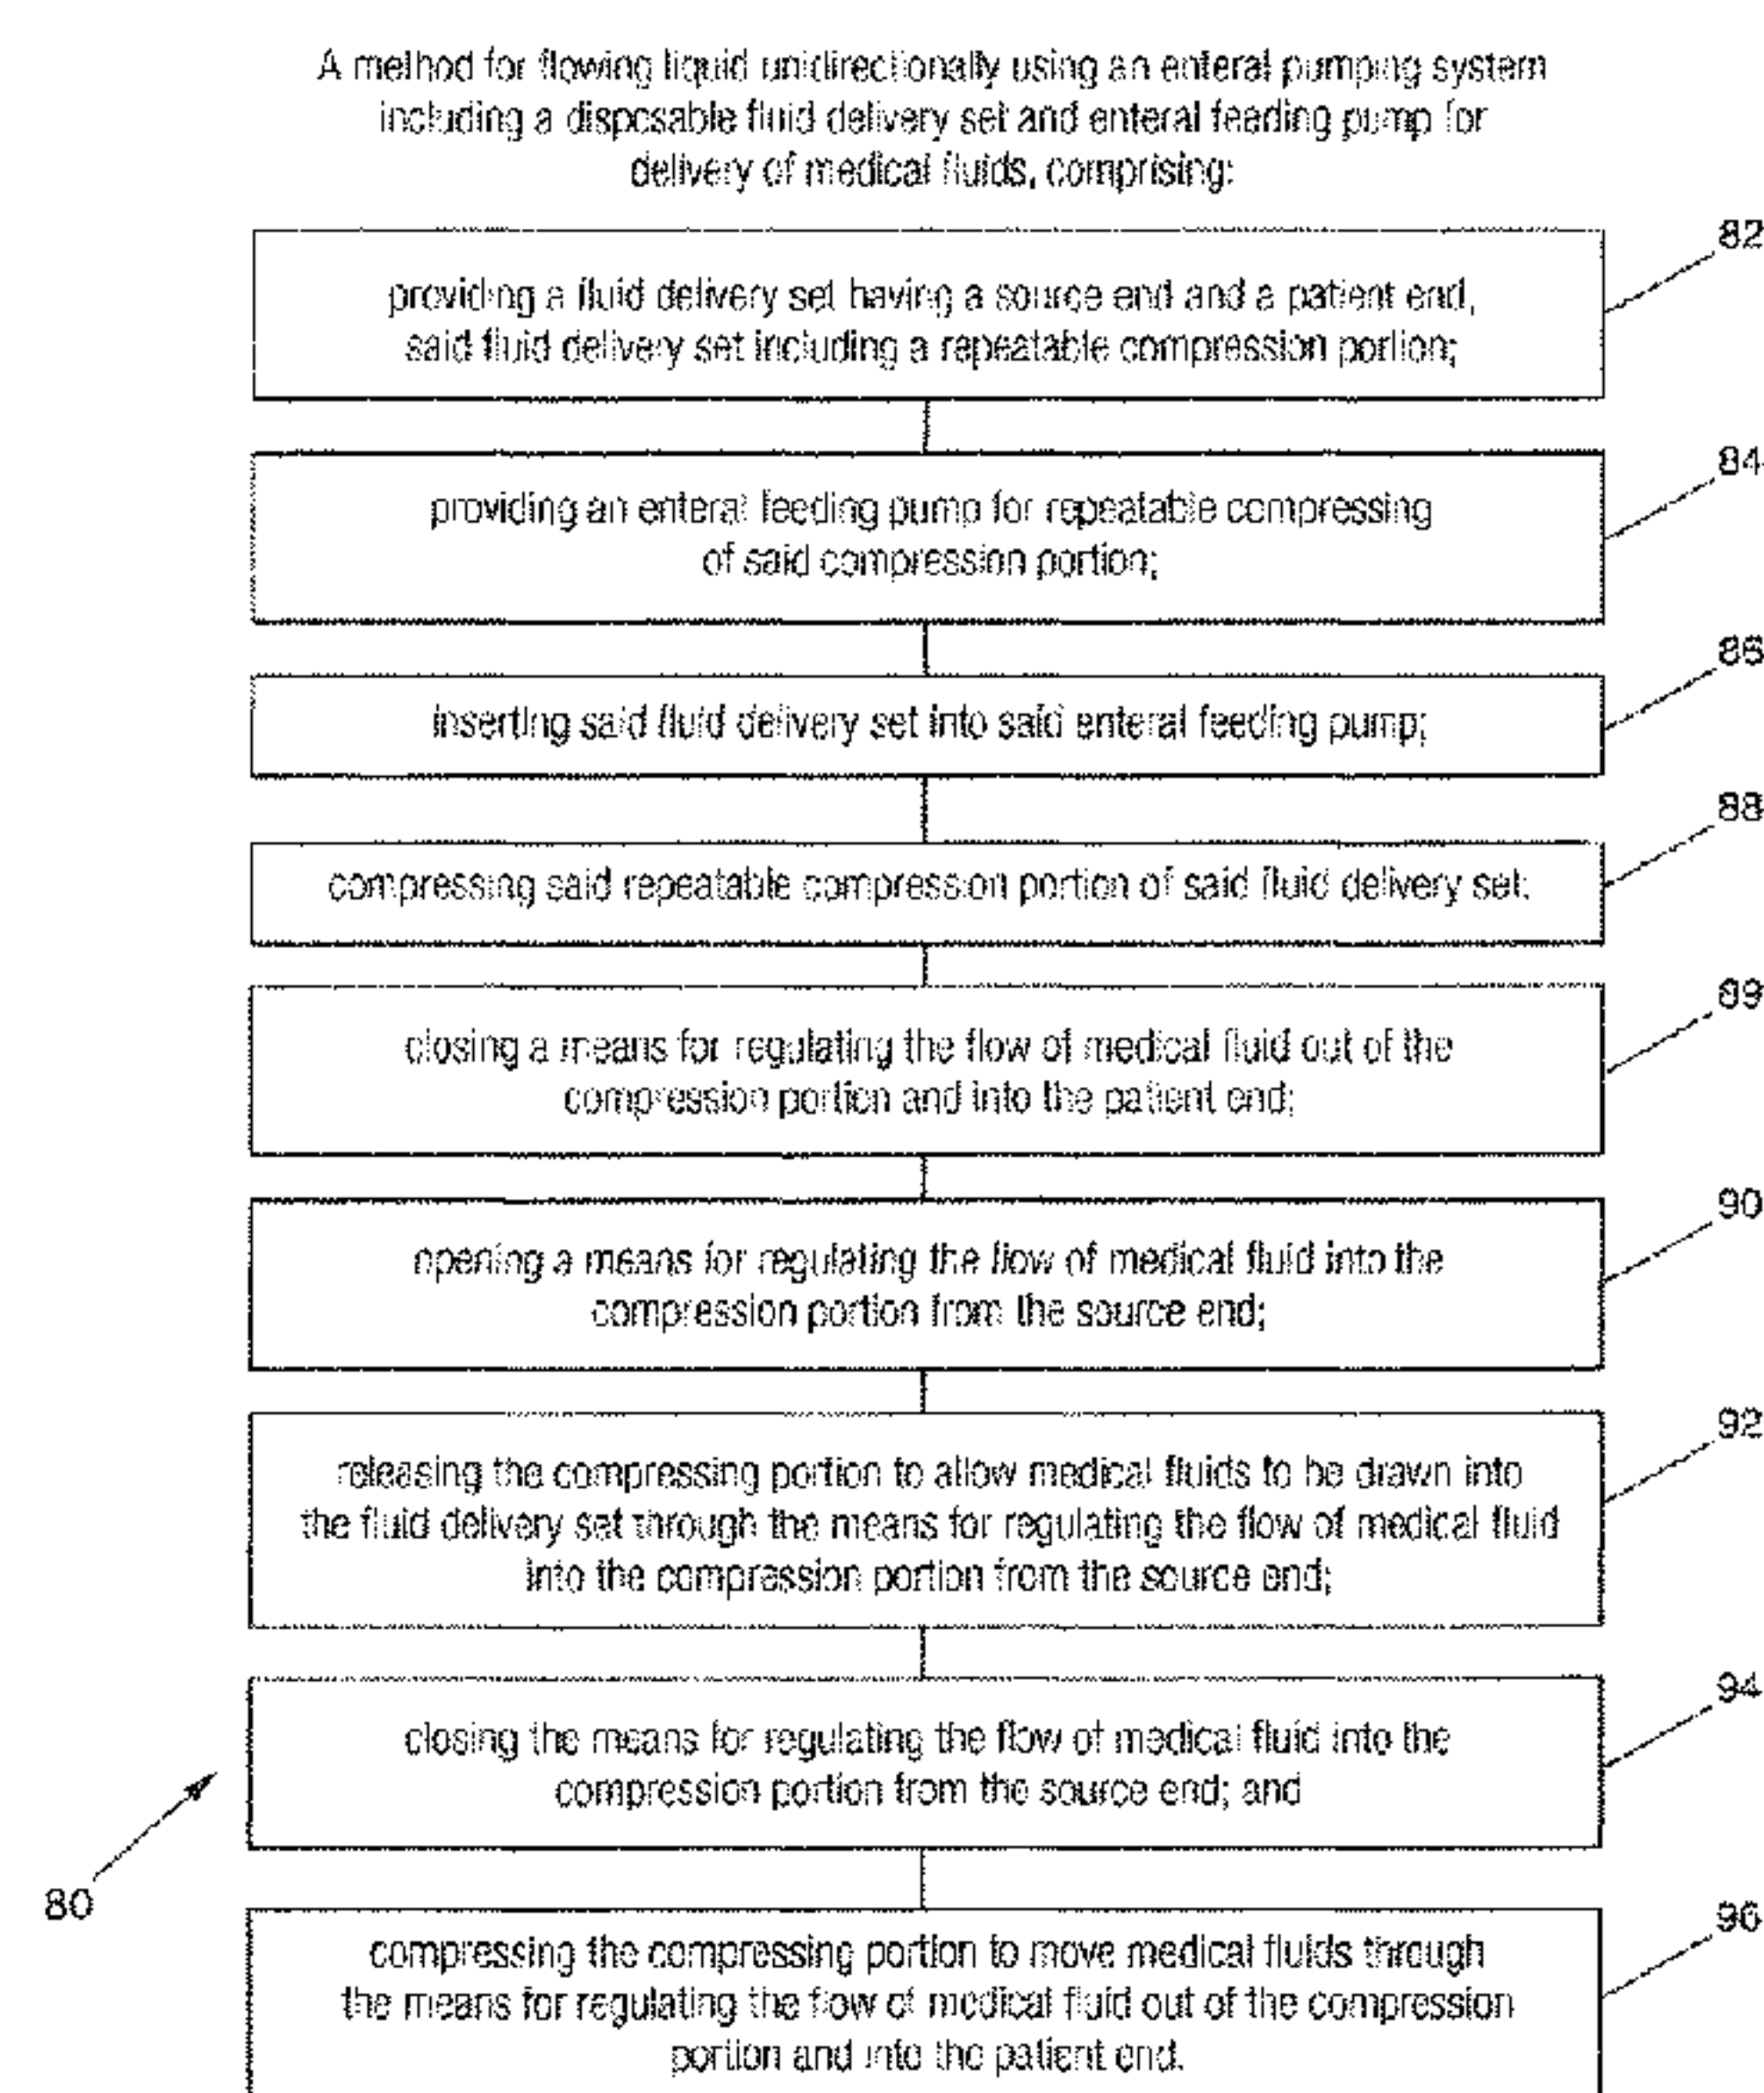 A method for flowing liquid unidirectionally using an enteral pumping system
including a disposable fluid delivery set and enteral feeding pump for
delivery of medical fluids, comprising:
82
providing a fluid delivery set having a source end and a patient end,
said fluid delivery set including a repeatable compression portion;
84
providing an enteral feeding pump for repeatable compressing
of said compression portion;
86
inserting said fluid delivery set into said enteral feeding pump;
88
compressing said repeatable compression portion of said fluid delivery set;
89
closing a means for regulating the flow of medical fluid out of the
compression portion and into the patient end;
90
opening a means for regulating the flow of medical fluid into the
compression portion from the source end;
92
releasing the compressing portion to allow medical fluids to be drawn into
the fluid delivery set through the means for regulating the flow of medical fluid
into the compression portion from the source end;
94
closing the means for regulating the flow of medical fluid into the
compression portion from the source end; and
80
96
compressing the compressing portion to move medical fluids through
the means for regulating the flow of medical fluid out of the compression
portion and into the patient end.